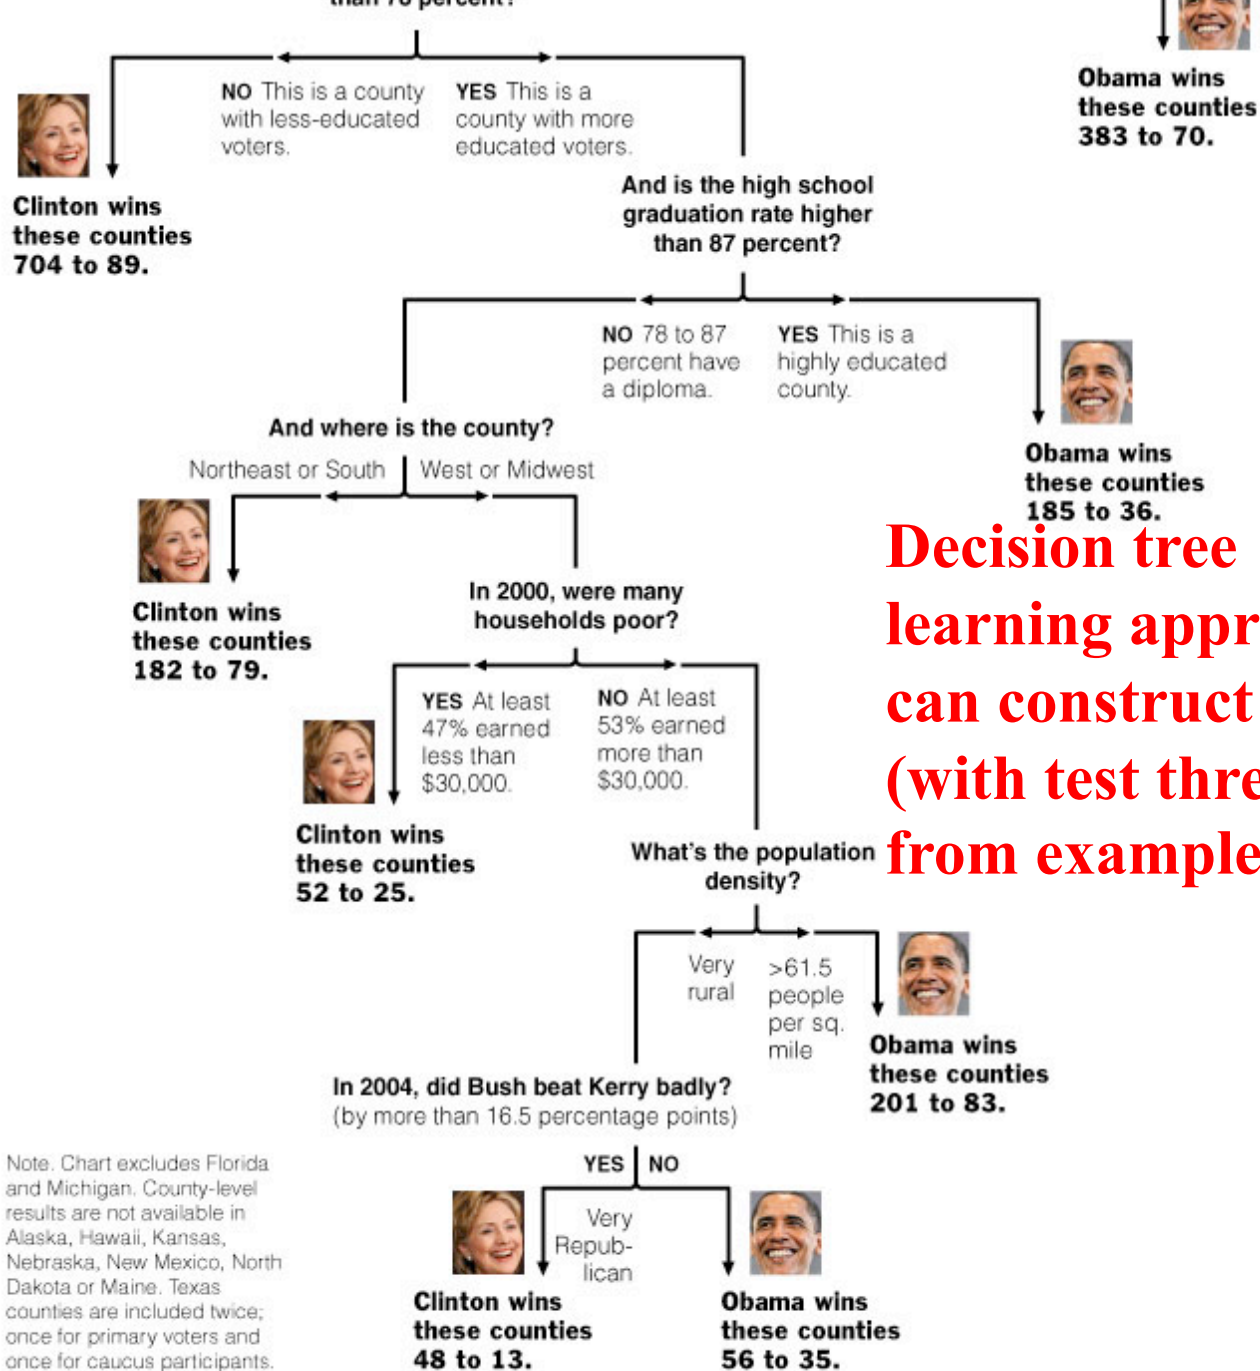 than 78 percent?
NO This is a county
with less-educated
voters.
YES This is a
county with more
educated voters.
Obama wins
these counties
383 to 70.
Clinton wins
these counties
704 to 89.
And is the high school
graduation rate higher
than 87 percent?
NO 78 to 87
percent have
a diploma.
YES This is a
highly educated
county.
Obama wins
these counties
185 to 36.
And where is the county?
Northeast or South
West or Midwest
Clinton wins
these counties
182 to 79.
In 2000, were many
households poor?
YES At least
47% earned
less than
$30,000.
NO At least
53% earned
more than
$30,000.
Clinton wins
these counties
52 to 25.
Decision tree
learning appr
can construct
(with test thre
from example
What's the population
density?
Very
rural
>61.5
people
per sq.
mile
Obama wins
these counties
201 to 83.
In 2004, did Bush beat Kerry badly?
(by more than 16.5 percentage points)
YES
NO
Very
Repub-
lican
Clinton wins
these counties
48 to 13.
Obama wins
these counties
56 to 35.
Note. Chart excludes Florida
and Michigan. County-level
results are not available in
Alaska, Hawaii, Kansas,
Nebraska, New Mexico, North
Dakota or Maine. Texas
counties are included twice;
once for primary voters and
once for caucus participants.